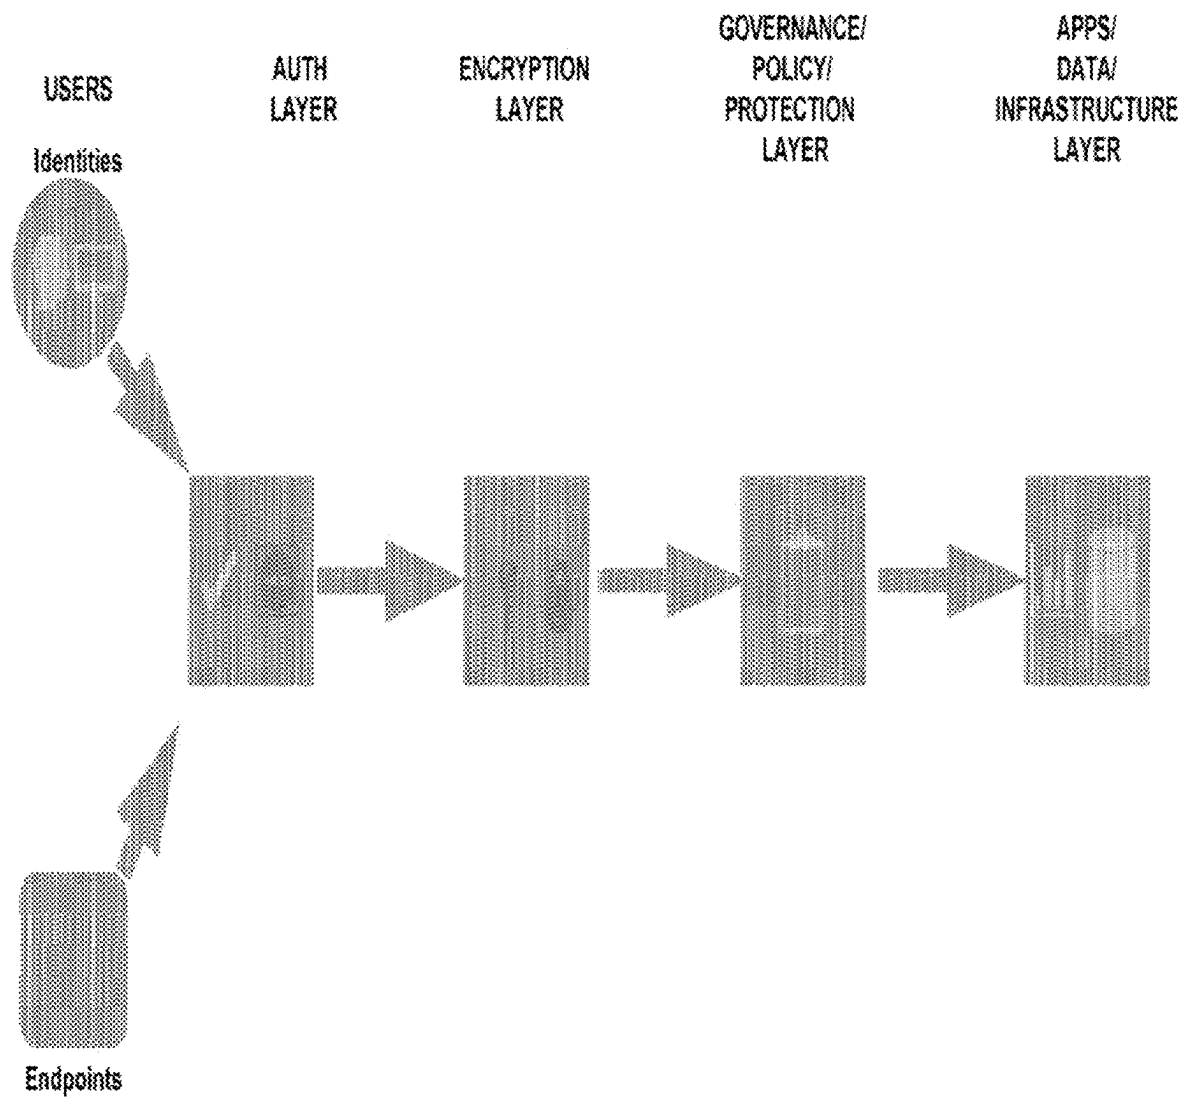 USERS
Identities
AUTH
LAYER
ENCRYPTION
LAYER
GOVERNANCE/
POLICY/
PROTECTION
LAYER
APPS/
DATA/
INFRASTRUCTURE
LAYER
Endpoints